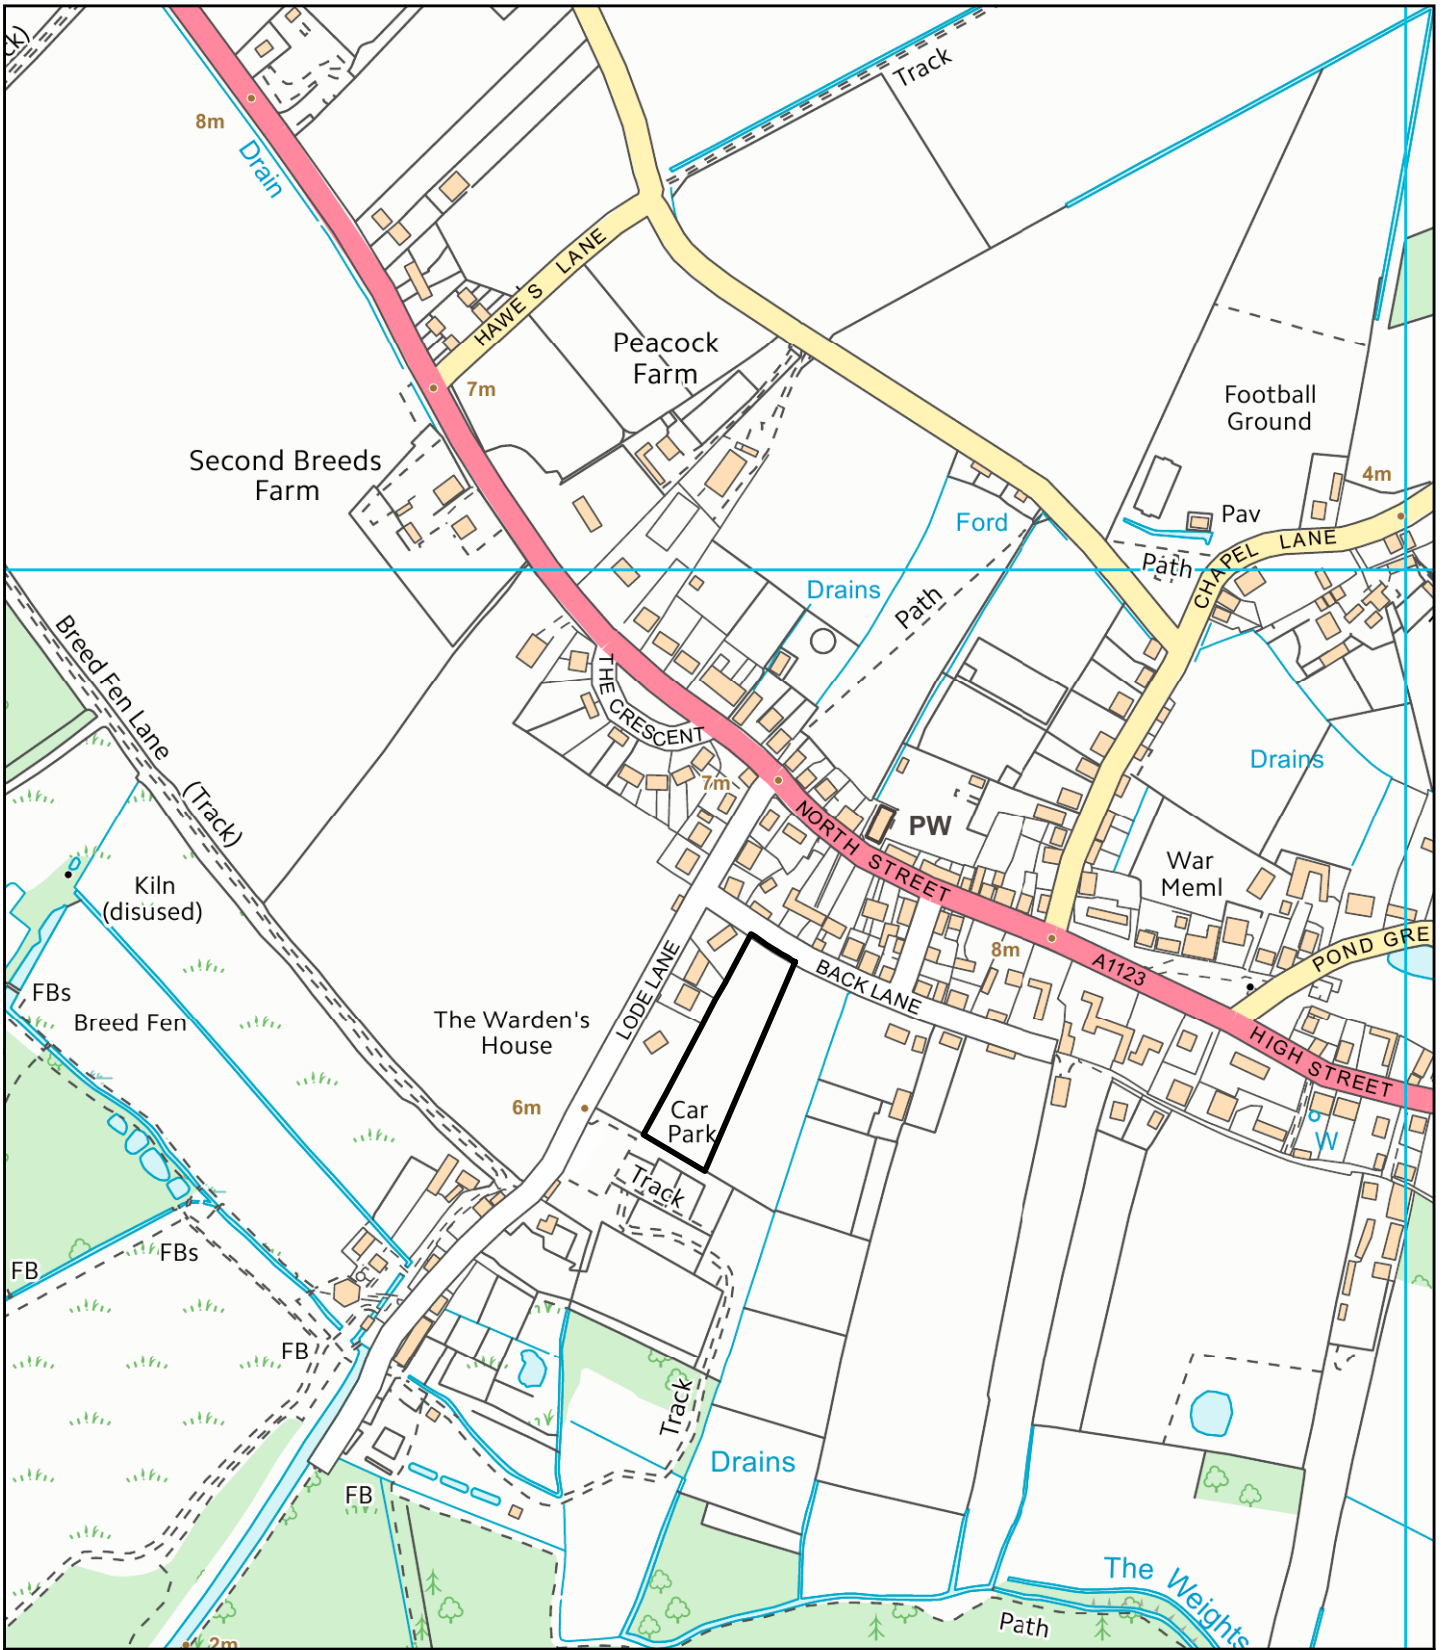 ck)
Track
8m
Drain
HAWE S LANE
Peacock
Farm
7m
Football
Ground
Second Breeds
Farm
4m
Ford
Pav
CHAPEL LANE
Path
Drains
Path
Breed Fen Lane (Track)
THE CRESCENT
Drains
7m
NORTH STREET
PW
War
Meml
Kiln
(disused)
8m
A1123
POND GRE
LODE LANE
BACK LANE
FBs
Breed Fen
The Warden's
House
HIGH STREET
6m
Car
Park
W
Track
FBs
FB
FB
Track
Drains
FB
The Weights
Path
2m